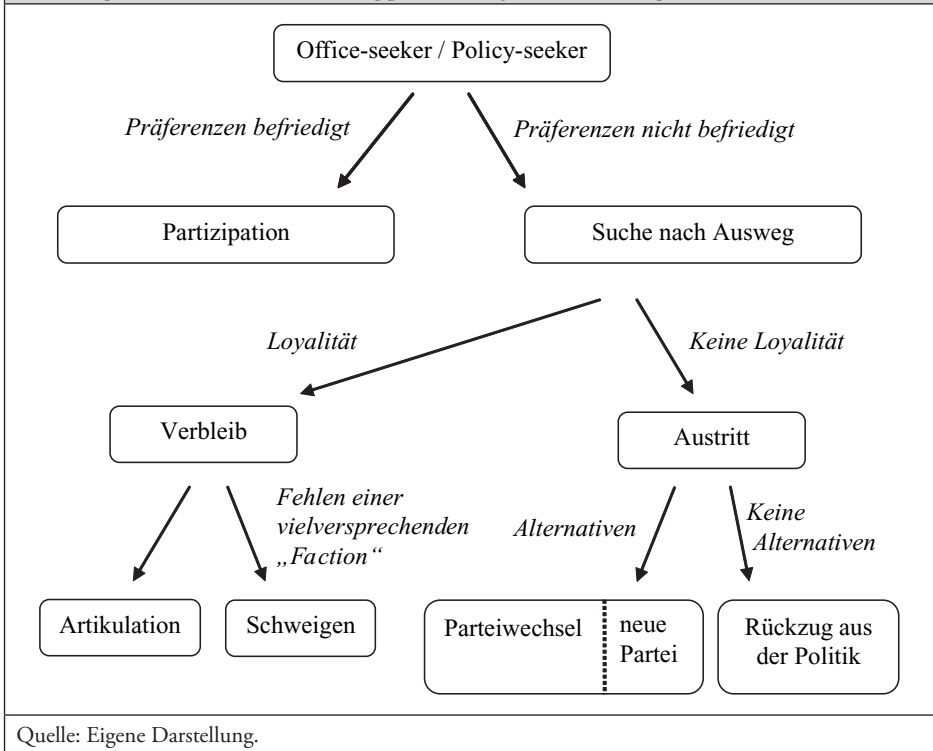 Office-seeker / Policy-seeker
Präferenzen befriedigt
Präferenzen nicht befriedigt
Partizipation
Suche nach Ausweg
Loyalität
Keine Loyalität
Verbleib
Austritt
Fehlen einer
vielversprechenden
„Faction“
Alternativen
Keine
Alternativen
Artikulation
Schweigen
Parteiwechsel
neue
Partei
Rückzug aus
der Politik
Quelle: Eigene Darstellung.